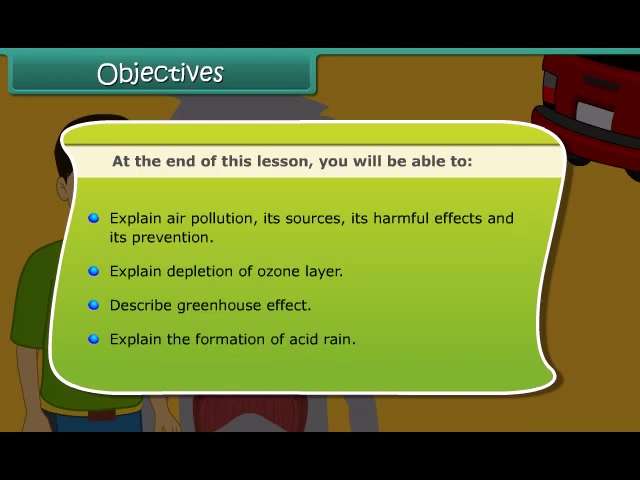 Objectives
At the end of this lesson, you will be able to:
Explain air pollution, its sources, its harmful effects and
its prevention.
Explain depletion of ozone layer.
Describe greenhouse effect.
Explain the formation of acid rain.